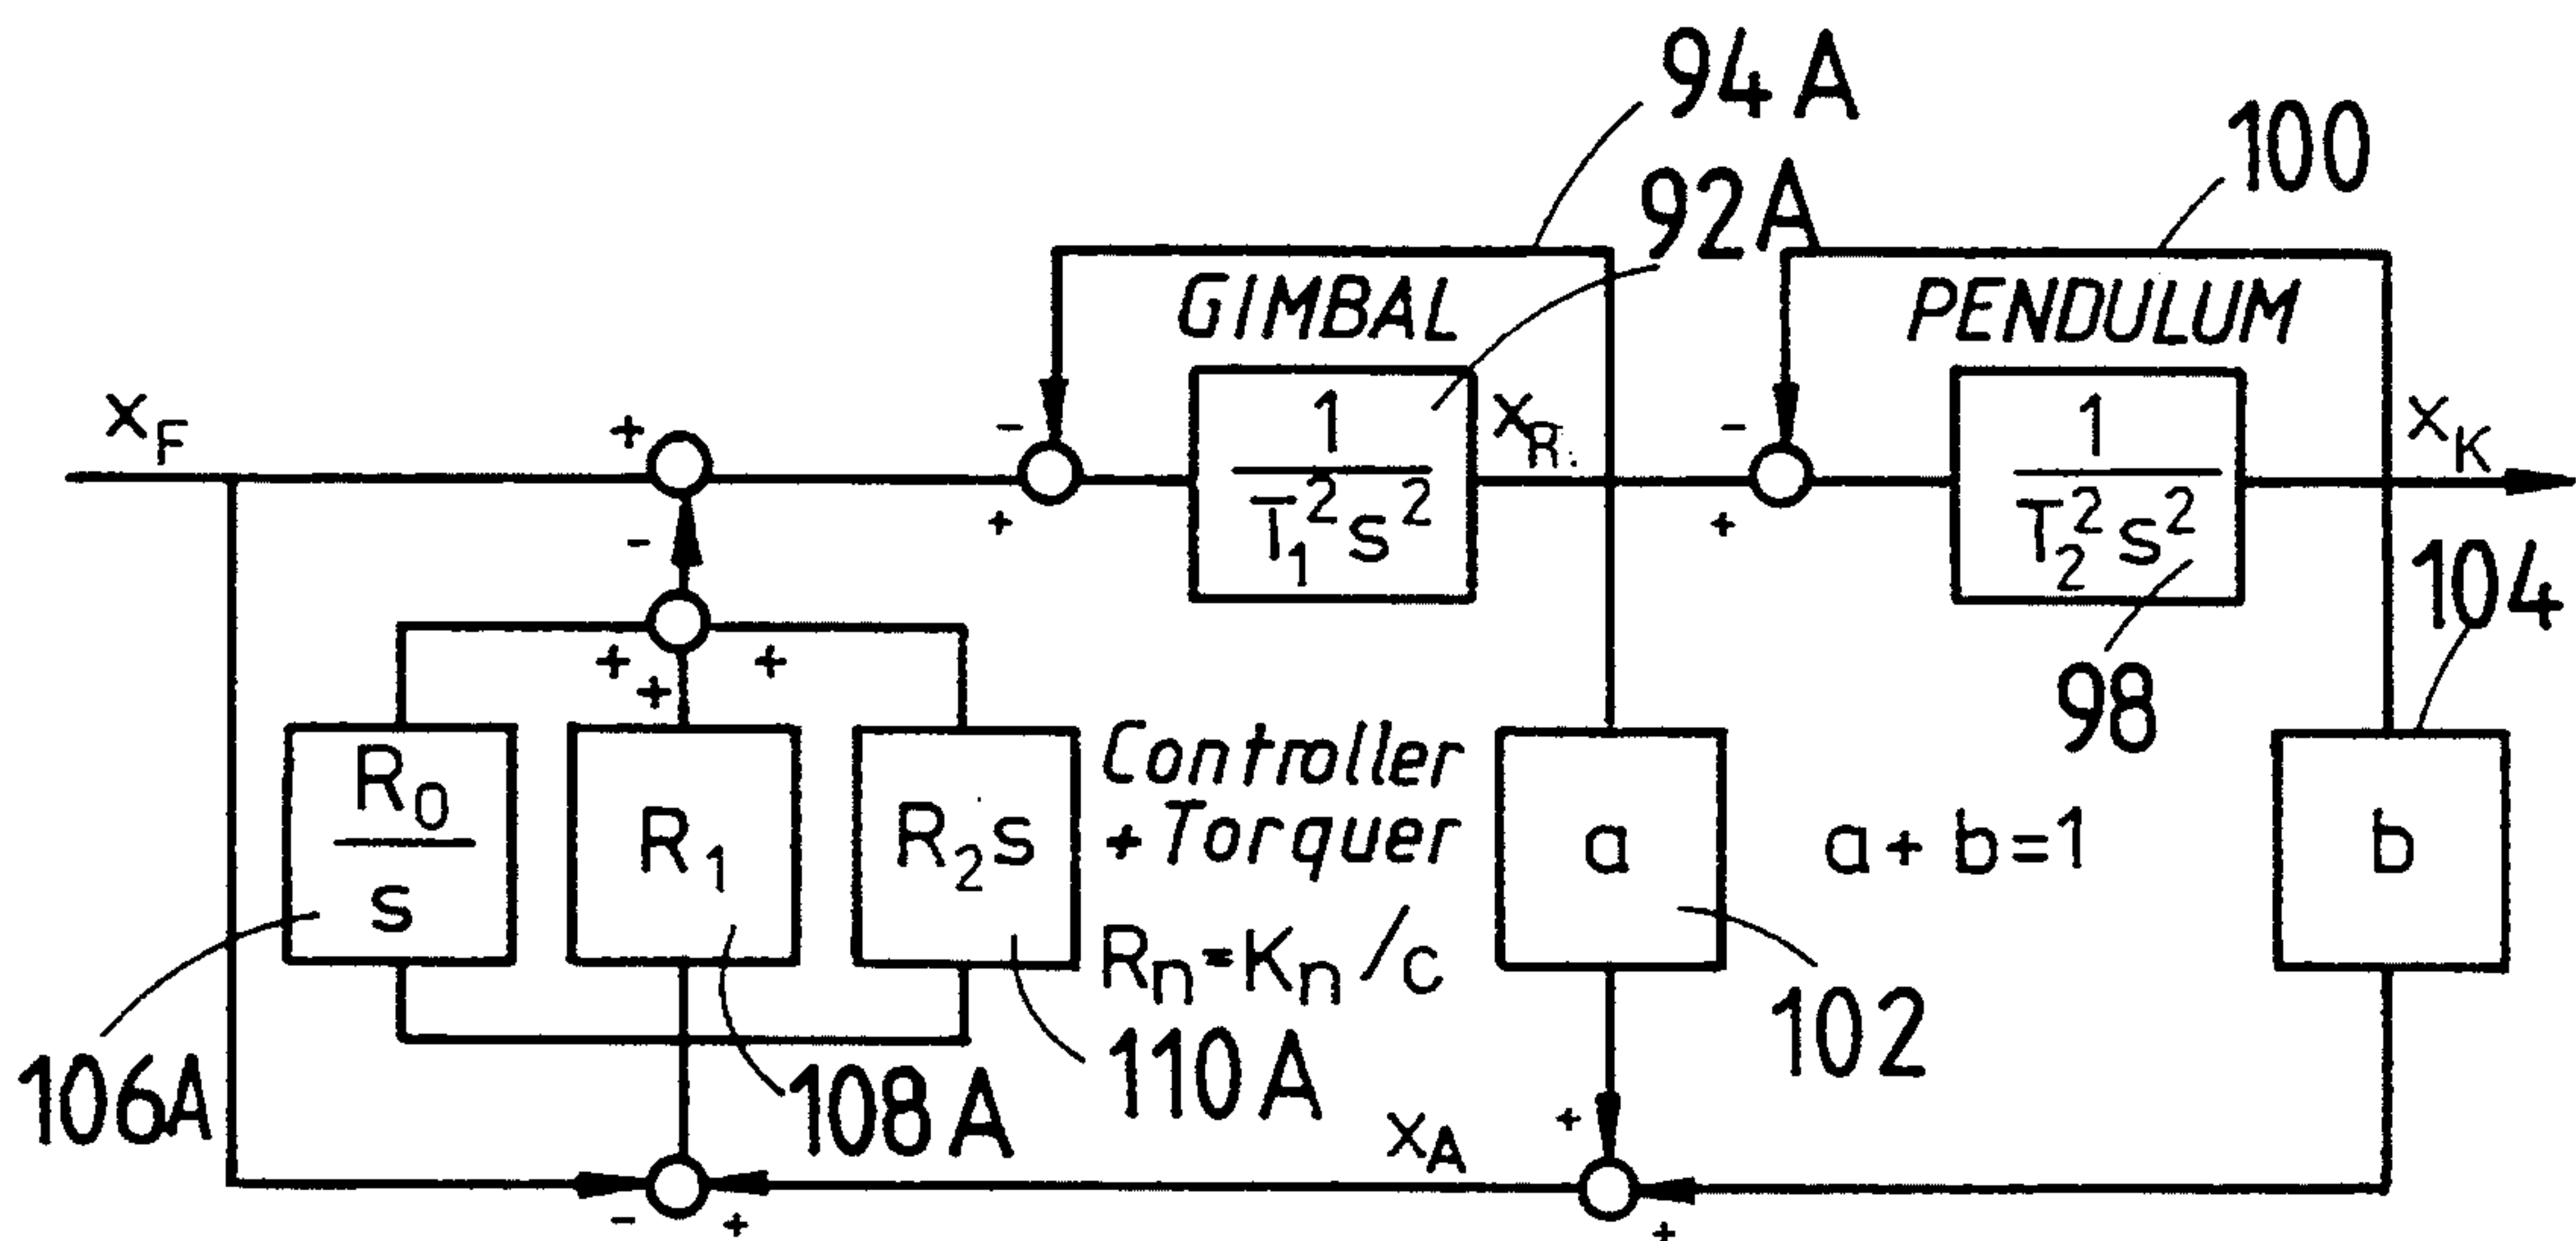 94 A
92A
100
GIMBAL
PENDULUM
x_F
+
-
+
-
+
1
T_1^2 s^2
x_R
-
+
1
T_2^2 s^2
x_K
104
98
+
+
+
R_0
s
R_1
R_2 s
Controller
+ Torquer
R_n = K_n / c
a
a + b = 1
b
102
106A
108 A
110 A
x_A
+
-
+
+